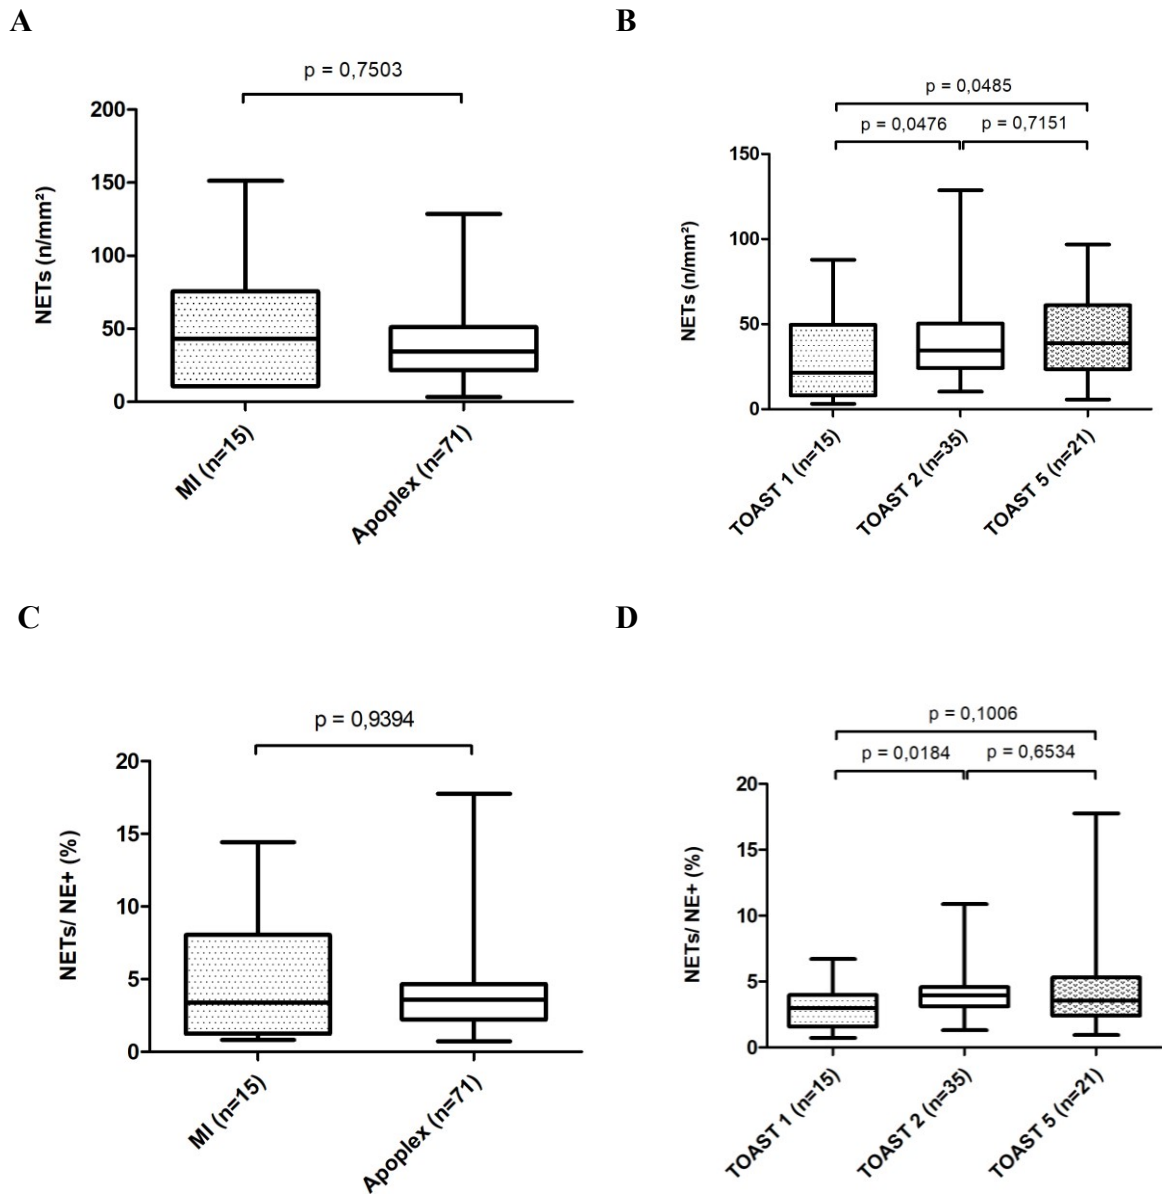 A
p = 0,7503
NETs (n/mm²)
200
150
100
50
0
MI (n=15)
Apoplex (n=71)
B
p = 0,0485
p = 0,0476
p = 0,7151
NETs (n/mm²)
150
100
50
0
TOAST 1 (n=15)
TOAST 2 (n=35)
TOAST 5 (n=21)
C
p = 0,9394
NETs/ NE+ (%)
20
15
10
5
0
MI (n=15)
Apoplex (n=71)
D
p = 0,1006
p = 0,0184
p = 0,6534
NETs/ NE+ (%)
20
15
10
5
0
TOAST 1 (n=15)
TOAST 2 (n=35)
TOAST 5 (n=21)